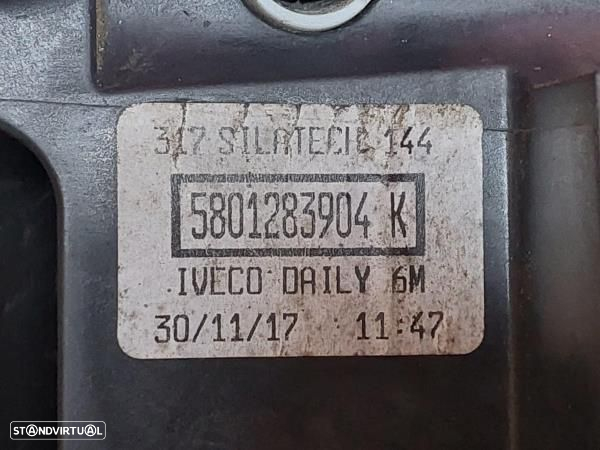 317 SILATECH 144
5801283904 K
IVECO DAILY 6M
30/11/17 11:47
STANDVIRTUAL